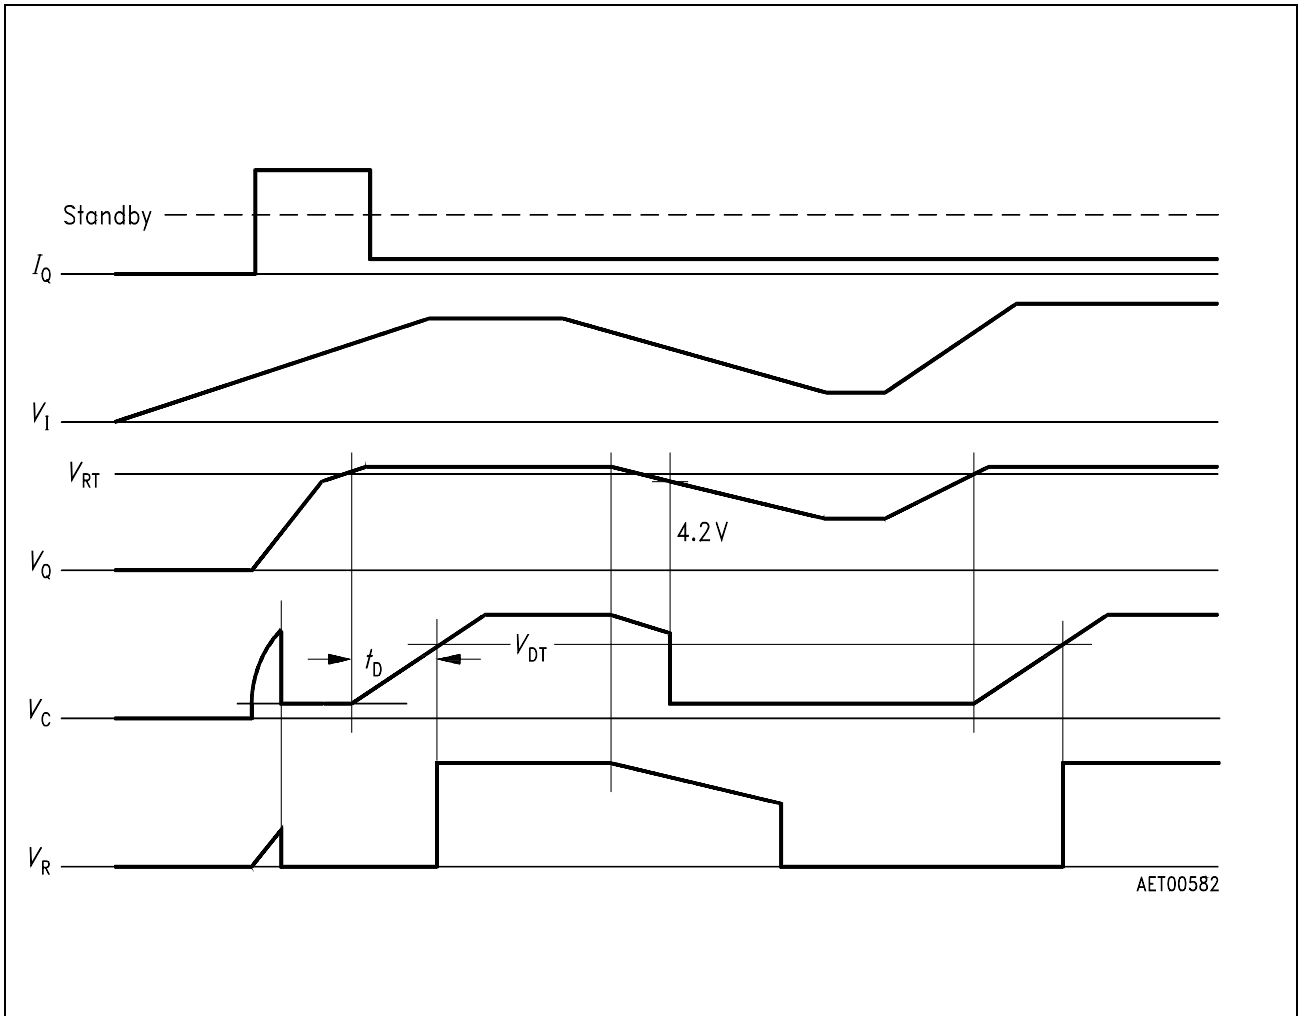 Standby
I_Q
V_I
V_RT
4.2 V
V_Q
t_D
V_DT
V_C
V_R
AET00582